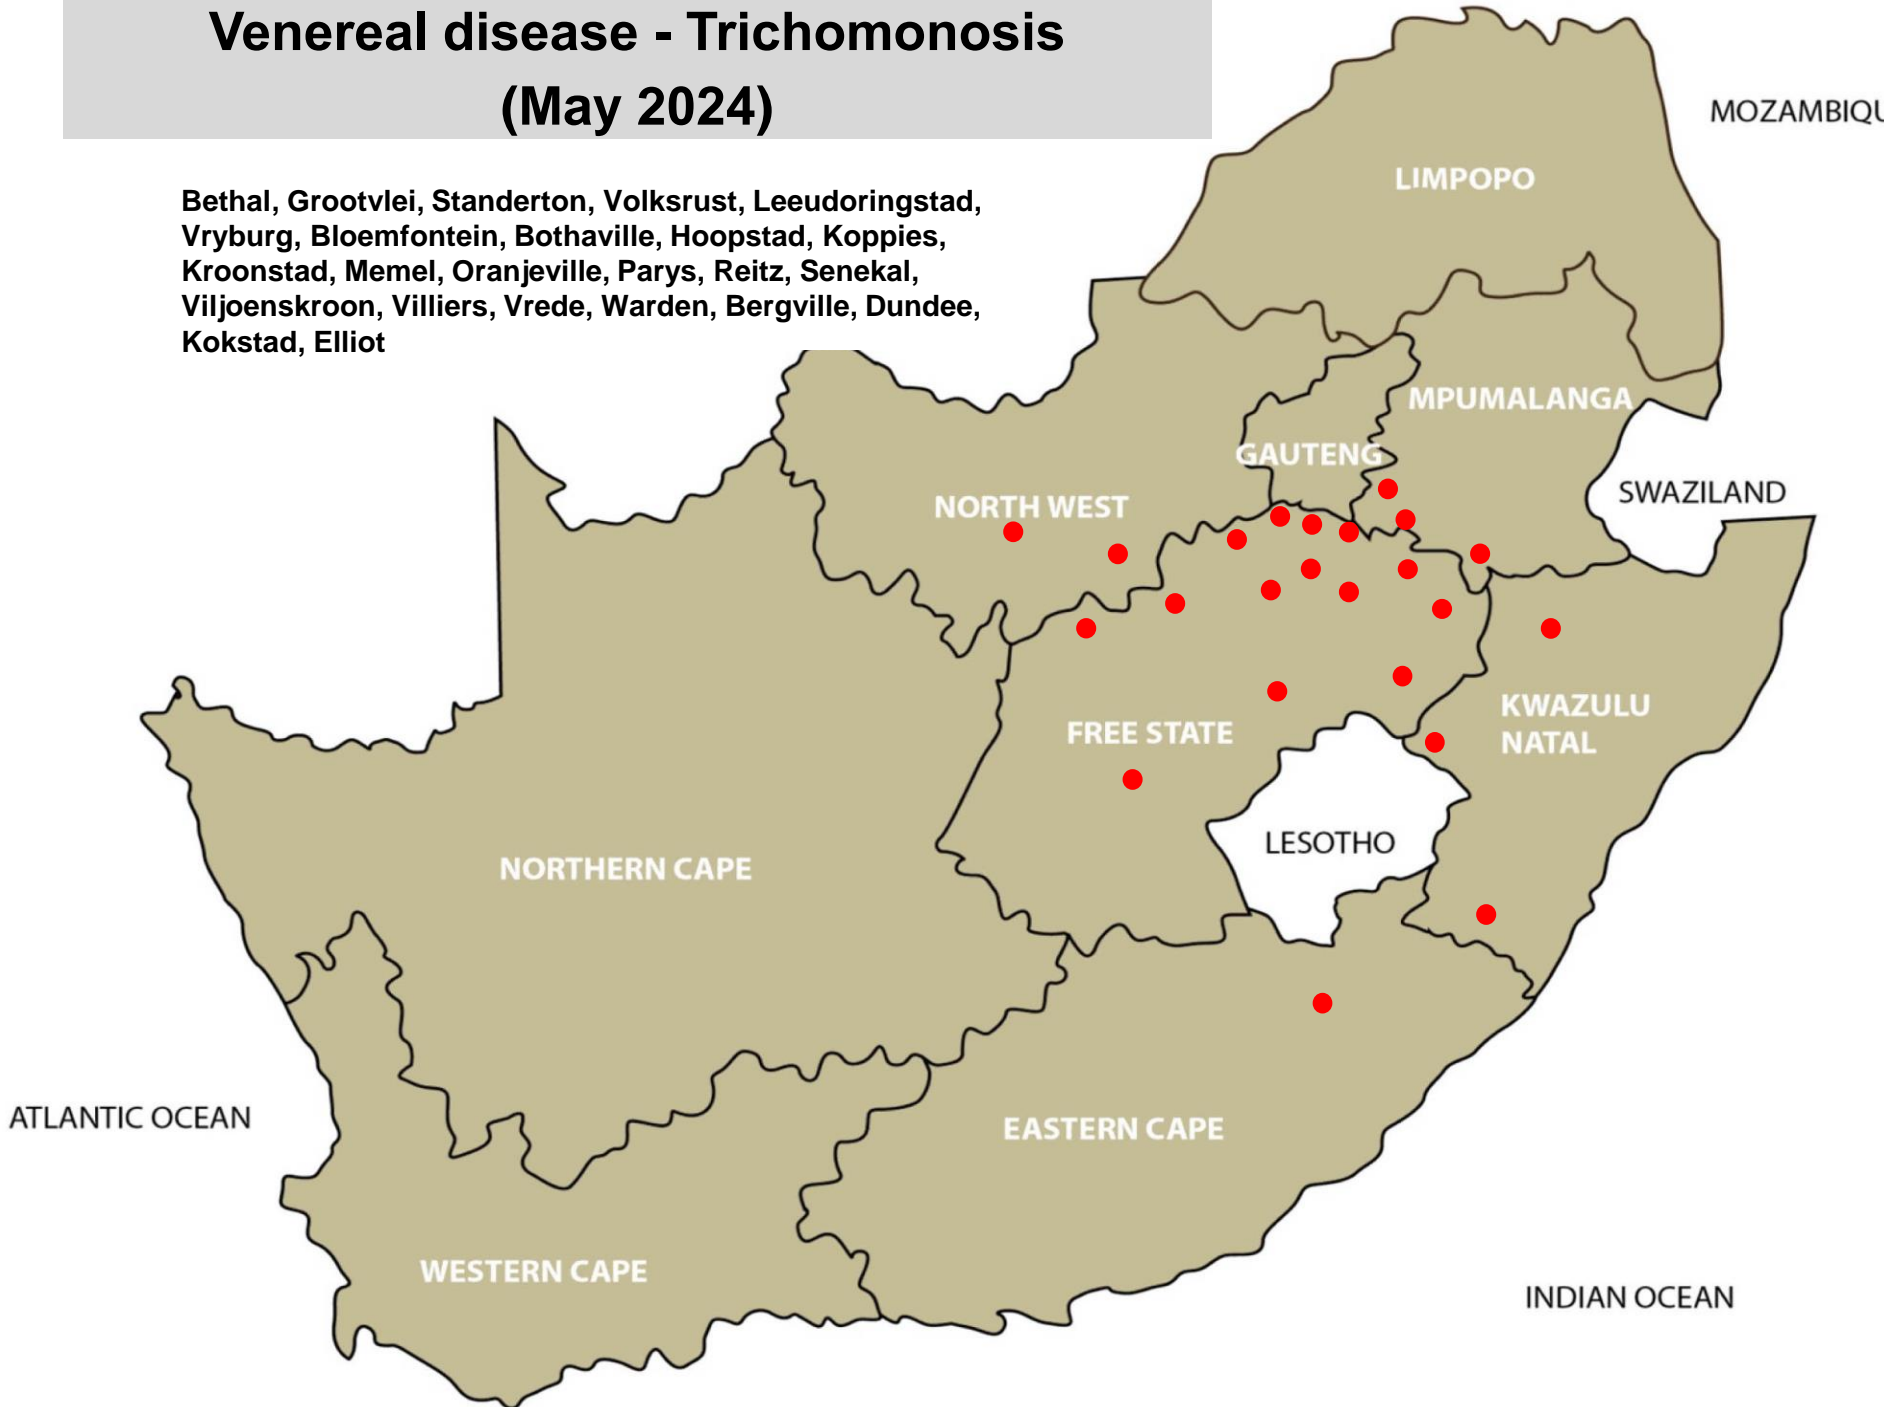 Venereal disease - Trichomonosis
(May 2024)
Bethal, Grootvlei, Standerton, Volksrust, Leeudoringstad,
Vryburg, Bloemfontein, Bothaville, Hoopstad, Koppies,
Kroonstad, Memel, Oranjeville, Parys, Reitz, Senekal,
Viljoenskroon, Villiers, Vrede, Warden, Bergville, Dundee,
Kokstad, Elliot
MOZAMBIQU
LIMPOPO
MPUMALANGA
GAUTENG
SWAZILAND
NORTH WEST
KWAZULU
NATAL
FREE STATE
LESOTHO
NORTHERN CAPE
ATLANTIC OCEAN
EASTERN CAPE
WESTERN CAPE
INDIAN OCEAN